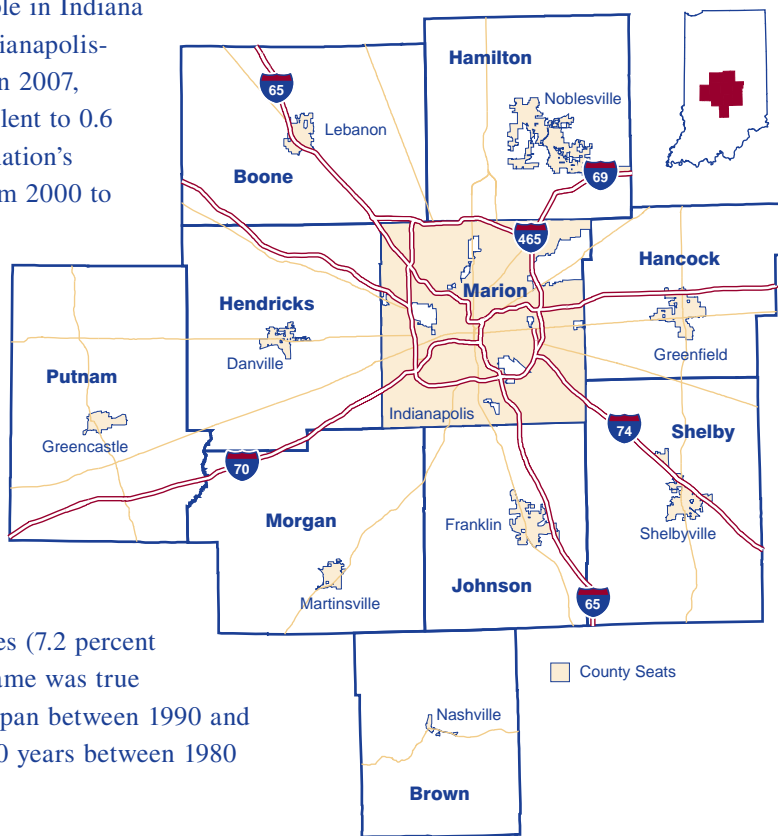 ple in Indiana
dianapolis-
n 2007,
lent to 0.6
nation's
m 2000 to
Hamilton
65
Noblesville
Lebanon
Boone
69
465
Hancock
Marion
Hendricks
Danville
Greenfield
Putnam
Indianapolis
Greencastle
74
Shelby
70
Morgan
Franklin
Shelbyville
Johnson
Martinsville
65
es (7.2 percent
ame was true
County Seats
span between 1990 and
0 years between 1980
Nashville
Brown